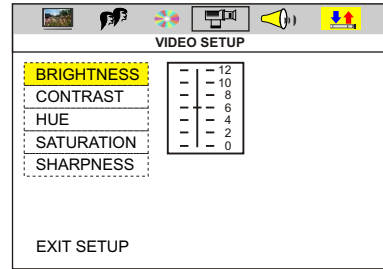 VIDEO SETUP
BRIGHTNESS
CONTRAST
HUE
SATURATION
SHARPNESS
12
10
8
6
4
2
0
EXIT SETUP